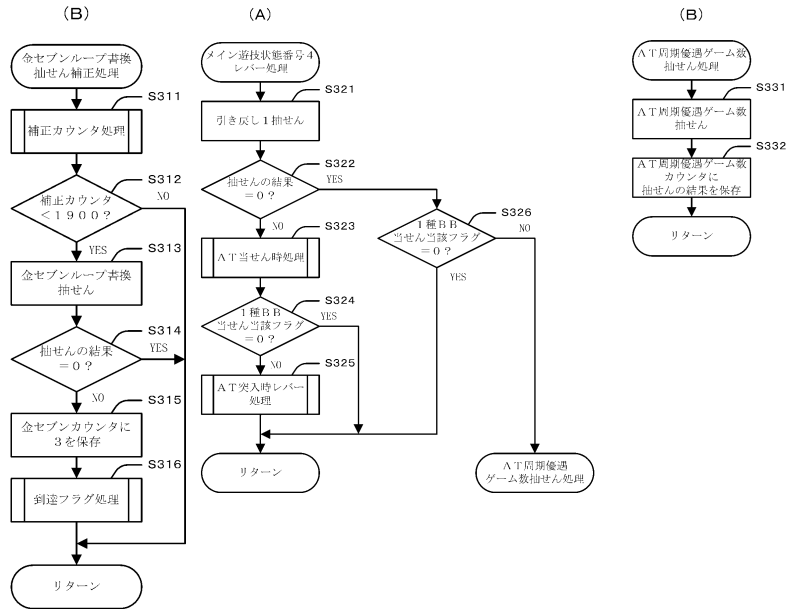 (B)
金セブンループ書換
抽せん補正処理
S311
補正カウンタ処理
S312
補正カウンタ
<1900?
NO
YES
S313
金セブンループ書換
抽せん
S314
抽せんの結果
=0?
YES
NO
S315
金セブンカウンタに
3を保存
S316
到達フラグ処理
リターン
(A)
メイン遊技状態番号4
レバー処理
S321
引き戻し1抽せん
S322
抽せんの結果
=0?
YES
NO
S323
AT当せん時処理
S324
1種BB
当せん当該フラグ
=0?
YES
NO
S325
AT突入時レバー
処理
リターン
S326
1種BB
当せん当該フラグ
=0?
NO
YES
AT周期優遇
ゲーム数抽せん処理
(B)
AT周期優遇ゲーム数
抽せん処理
S331
AT周期優遇ゲーム数
抽せん
S332
AT周期優遇ゲーム数
カウンタに
抽せんの結果を保存
リターン